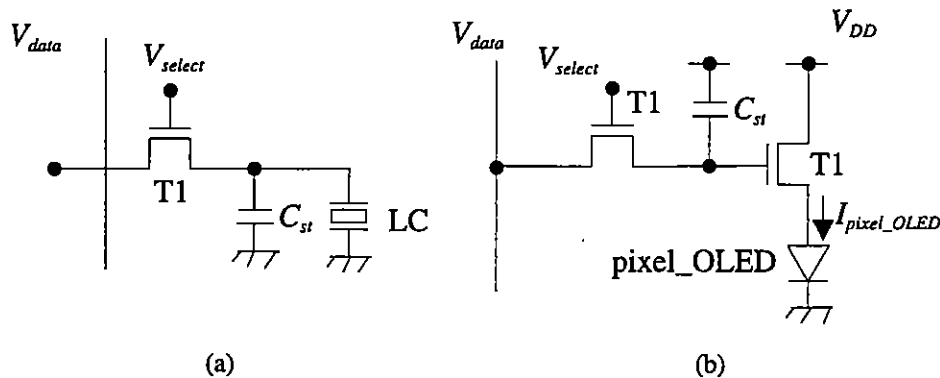 V_data
V_select
T1
C_st
LC
(a)
V_data
V_select
T1
C_st
V_DD
T1
I_pixel_OLED
pixel_OLED
(b)